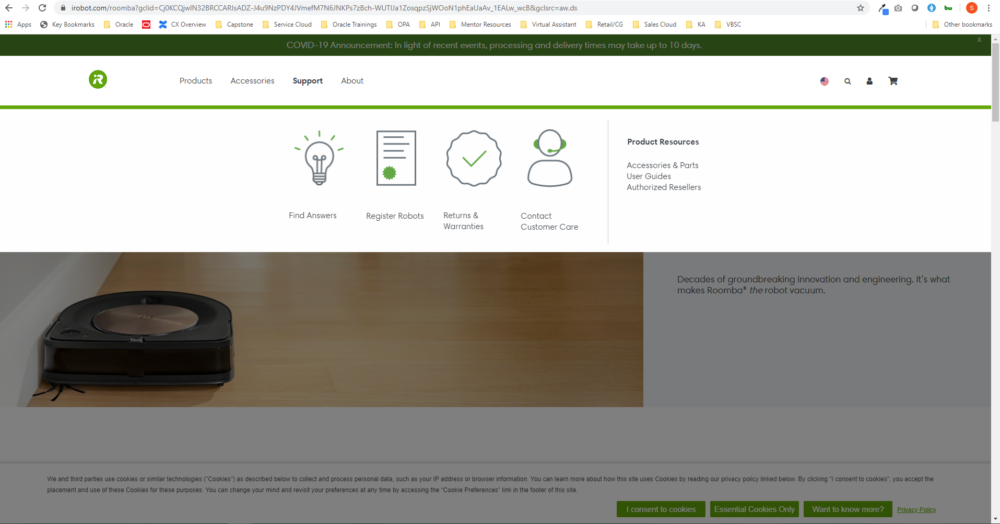 irobot.com/roomba?gclid=Cj0KCQjwlN32BRCCARIsADZ-J4u9NzPDY4JVmefM7N6JNKPs7zBch-WUTIJa1ZosqpzSjWOoN1phEaUaAv_1EALw_wcB&gclsrc=aw.ds
bw
S
Apps
Key Bookmarks
Oracle
CX Overview
Capstone
Service Cloud
Oracle Trainings
OPA
API
Mentor Resources
Virtual Assistant
Retail/CG
Sales Cloud
KA
VBSC
Other bookmarks
COVID-19 Announcement: In light of recent events, processing and delivery times may take up to 10 days.
x
iR
Products
Accessories
Support
About
Find Answers
Register Robots
Returns &
Warranties
Contact
Customer Care
Product Resources
Accessories & Parts
User Guides
Authorized Resellers
Decades of groundbreaking innovation and engineering. It's what
makes Roomba® the robot vacuum.
We and third parties use cookies or similar technologies ("Cookies") as described below to collect and process personal data, such as your IP address or browser information. You can learn more about how this site uses Cookies by reading our privacy policy linked below. By clicking "I consent to cookies", you accept the
placement and use of these Cookies for these purposes. You can change your mind and revisit your preferences at any time by accessing the “Cookie Preferences” link in the footer of this site.
I consent to cookies
Essential Cookies Only
Want to know more?
Privacy Policy